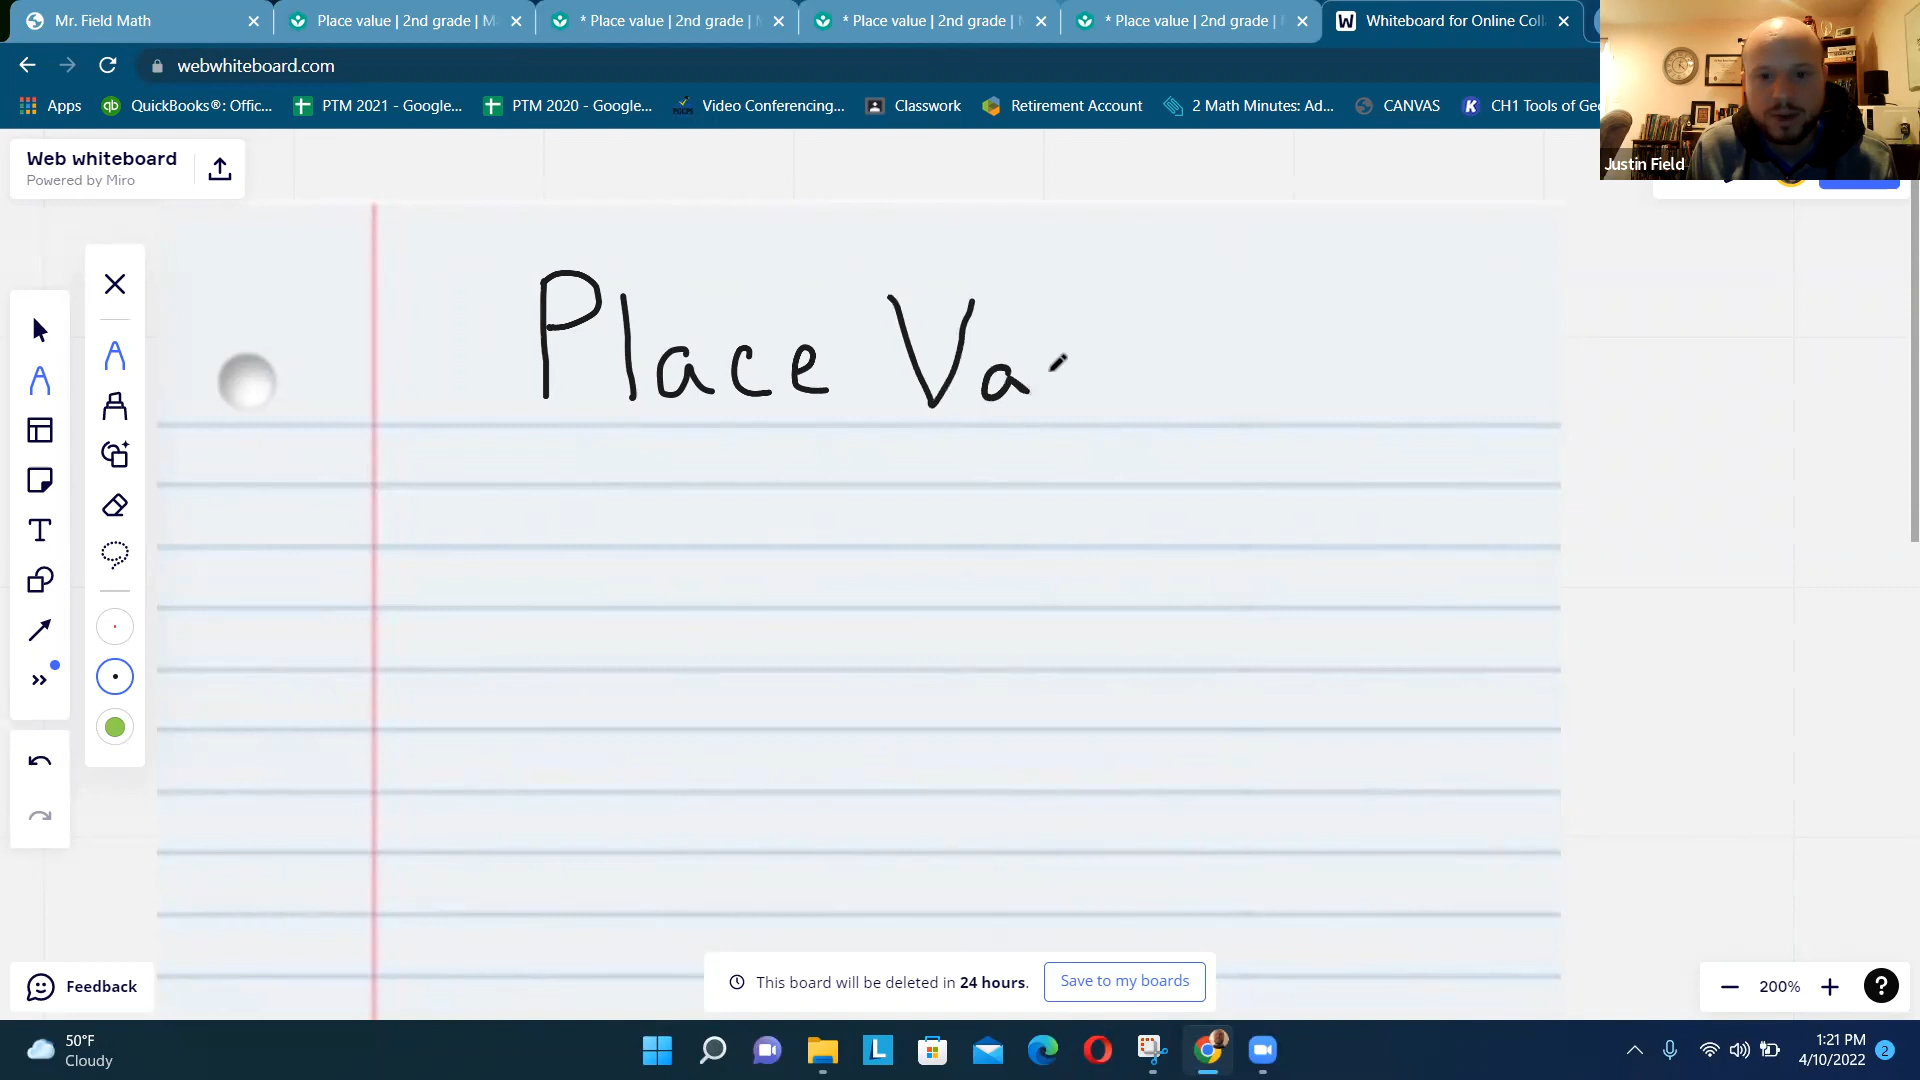 Mr. Field Math
Place value | 2nd grade | Ma
* Place value | 2nd grade |
* Place value | 2nd grade |
* Place value | 2nd grade |
Whiteboard for Online Coll
webwhiteboard.com
Apps
QuickBooks®: Offic...
PTM 2021 - Google...
PTM 2020 - Google...
Video Conferencing...
Classwork
Retirement Account
2 Math Minutes: Ad...
CANVAS
CH1 Tools of Geo
Justin Field
Web whiteboard
Powered by Miro
Place Va
This board will be deleted in 24 hours.
Save to my boards
Feedback
200%
50°F
Cloudy
1:21 PM
4/10/2022
2